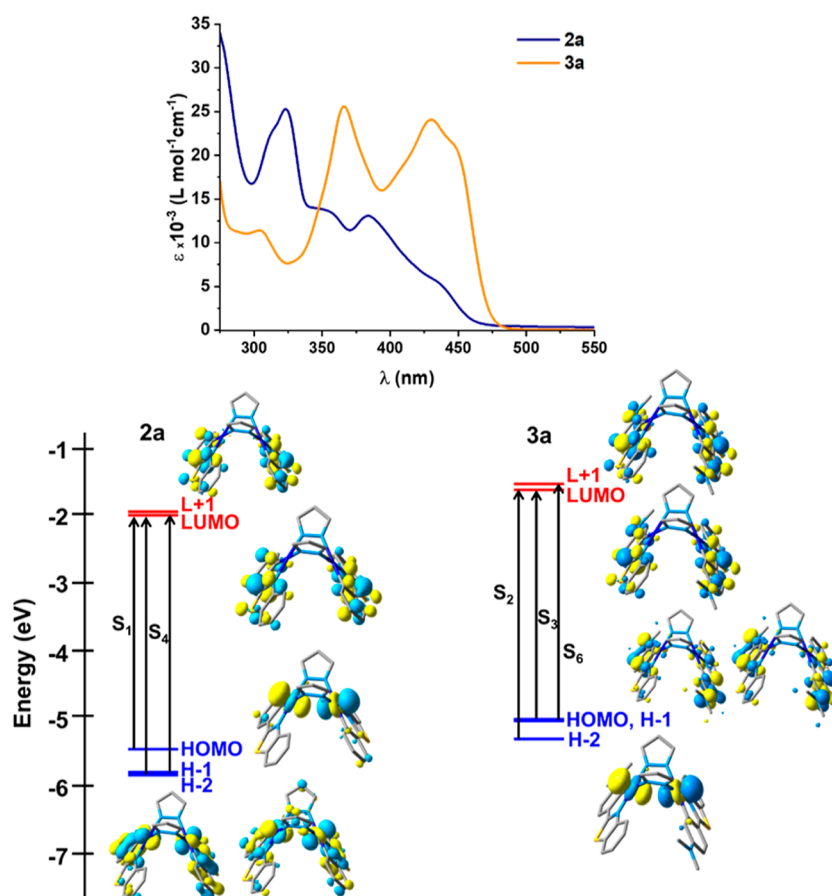 35
30
25
20
15
10
5
0
ε x10⁻³ (L mol⁻¹cm⁻¹)
2a
3a
300
350
400
450
500
550
λ (nm)
Energy (eV)
-1
-2
-3
-4
-5
-6
-7
2a
L+1
LUMO
S₁
S₄
HOMO
H-1
H-2
3a
L+1
LUMO
S₂
S₃
S₆
HOMO, H-1
H-2